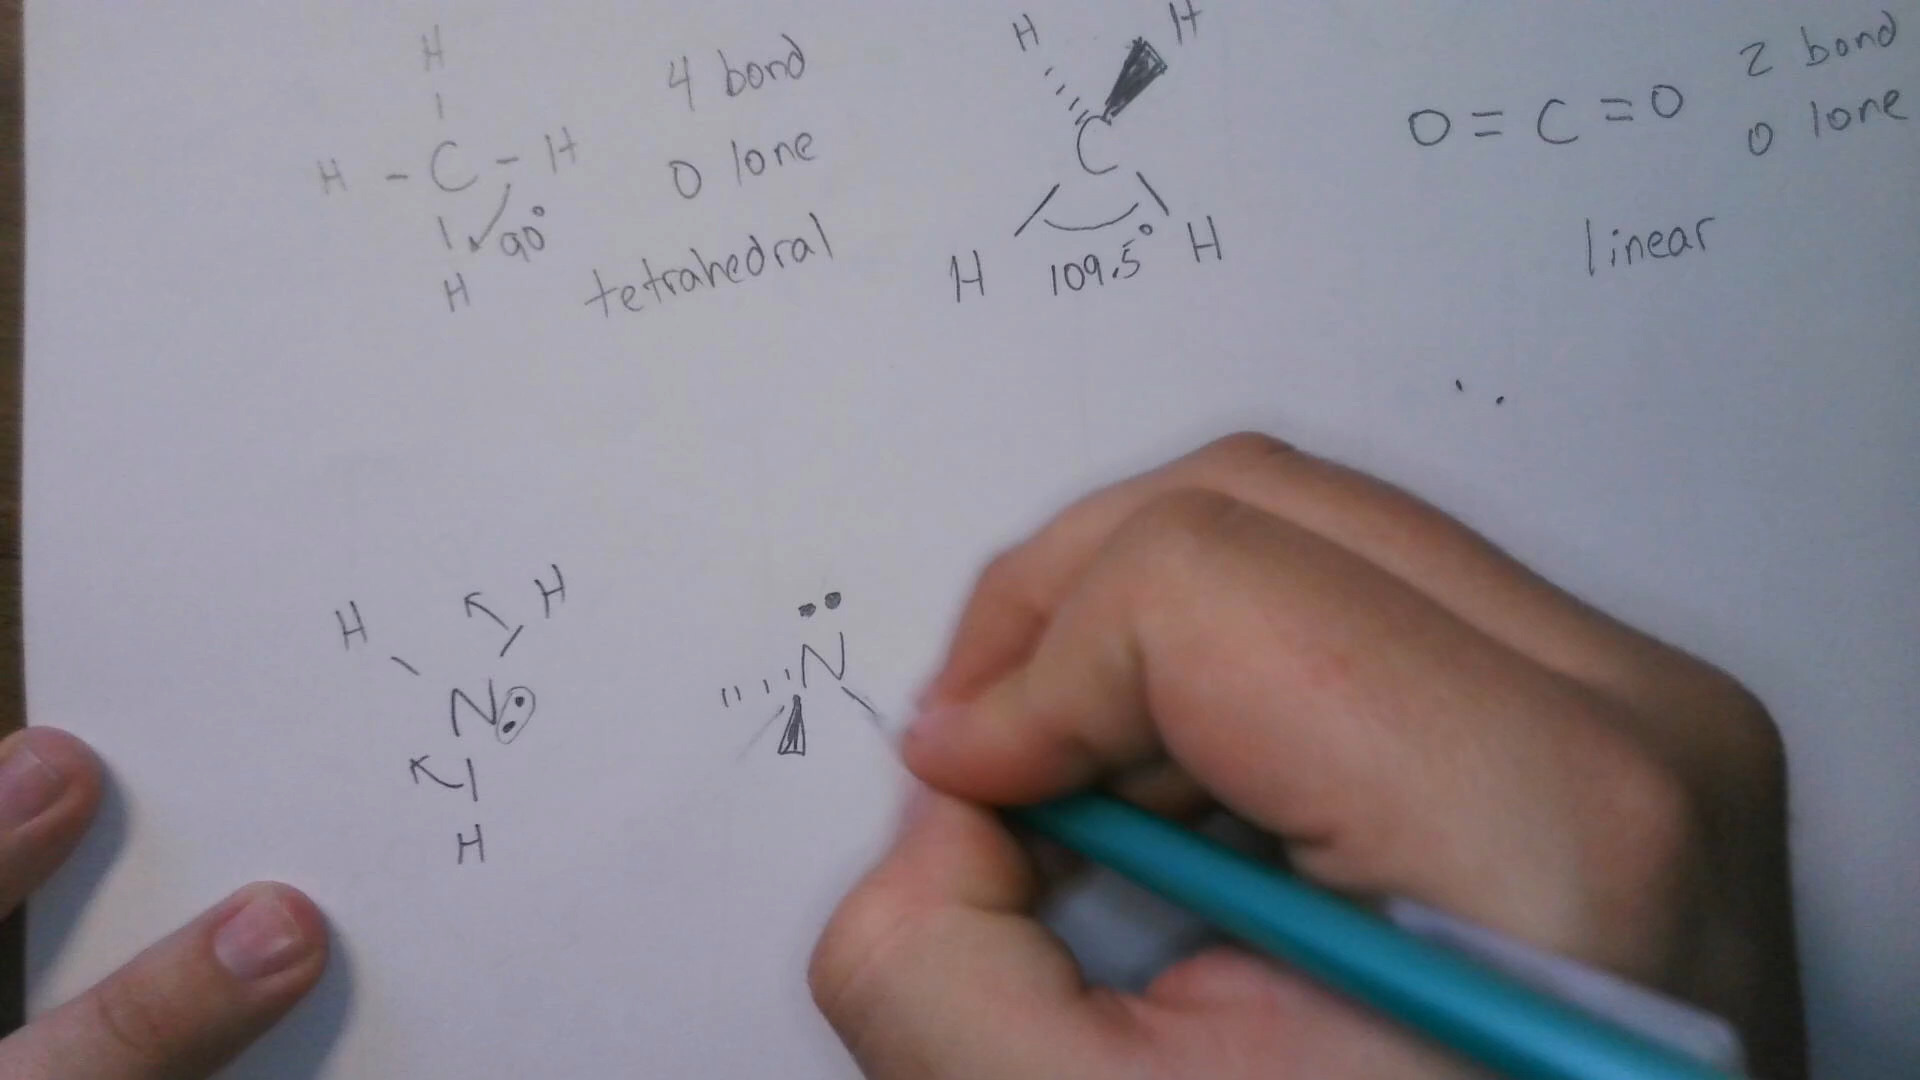 H
H - C - H
90°
H
4 bond
0 lone
tetrahedral
H H
C
H 109.5° H
O = C = O
2 bond
0 lone
linear
H H
N
H
N